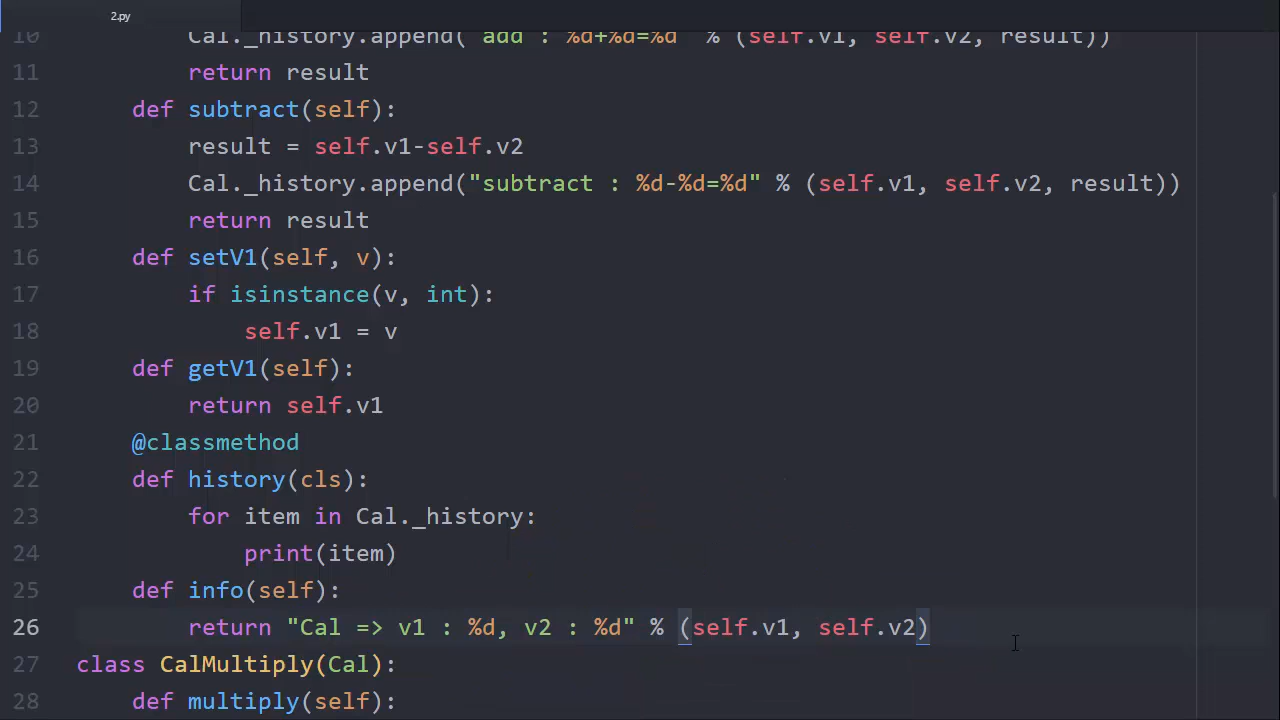 2.py
10 Cal._history.append( add : %d+%d=%d % (self.v1, self.v2, result))
11 return result
12 def subtract(self):
13 result = self.v1-self.v2
14 Cal._history.append("subtract : %d-%d=%d" % (self.v1, self.v2, result))
15 return result
16 def setV1(self, v):
17 if isinstance(v, int):
18 self.v1 = v
19 def getV1(self):
20 return self.v1
21 @classmethod
22 def history(cls):
23 for item in Cal._history:
24 print(item)
25 def info(self):
26 return "Cal => v1 : %d, v2 : %d" % (self.v1, self.v2)
27 class CalMultiply(Cal):
28 def multiply(self):